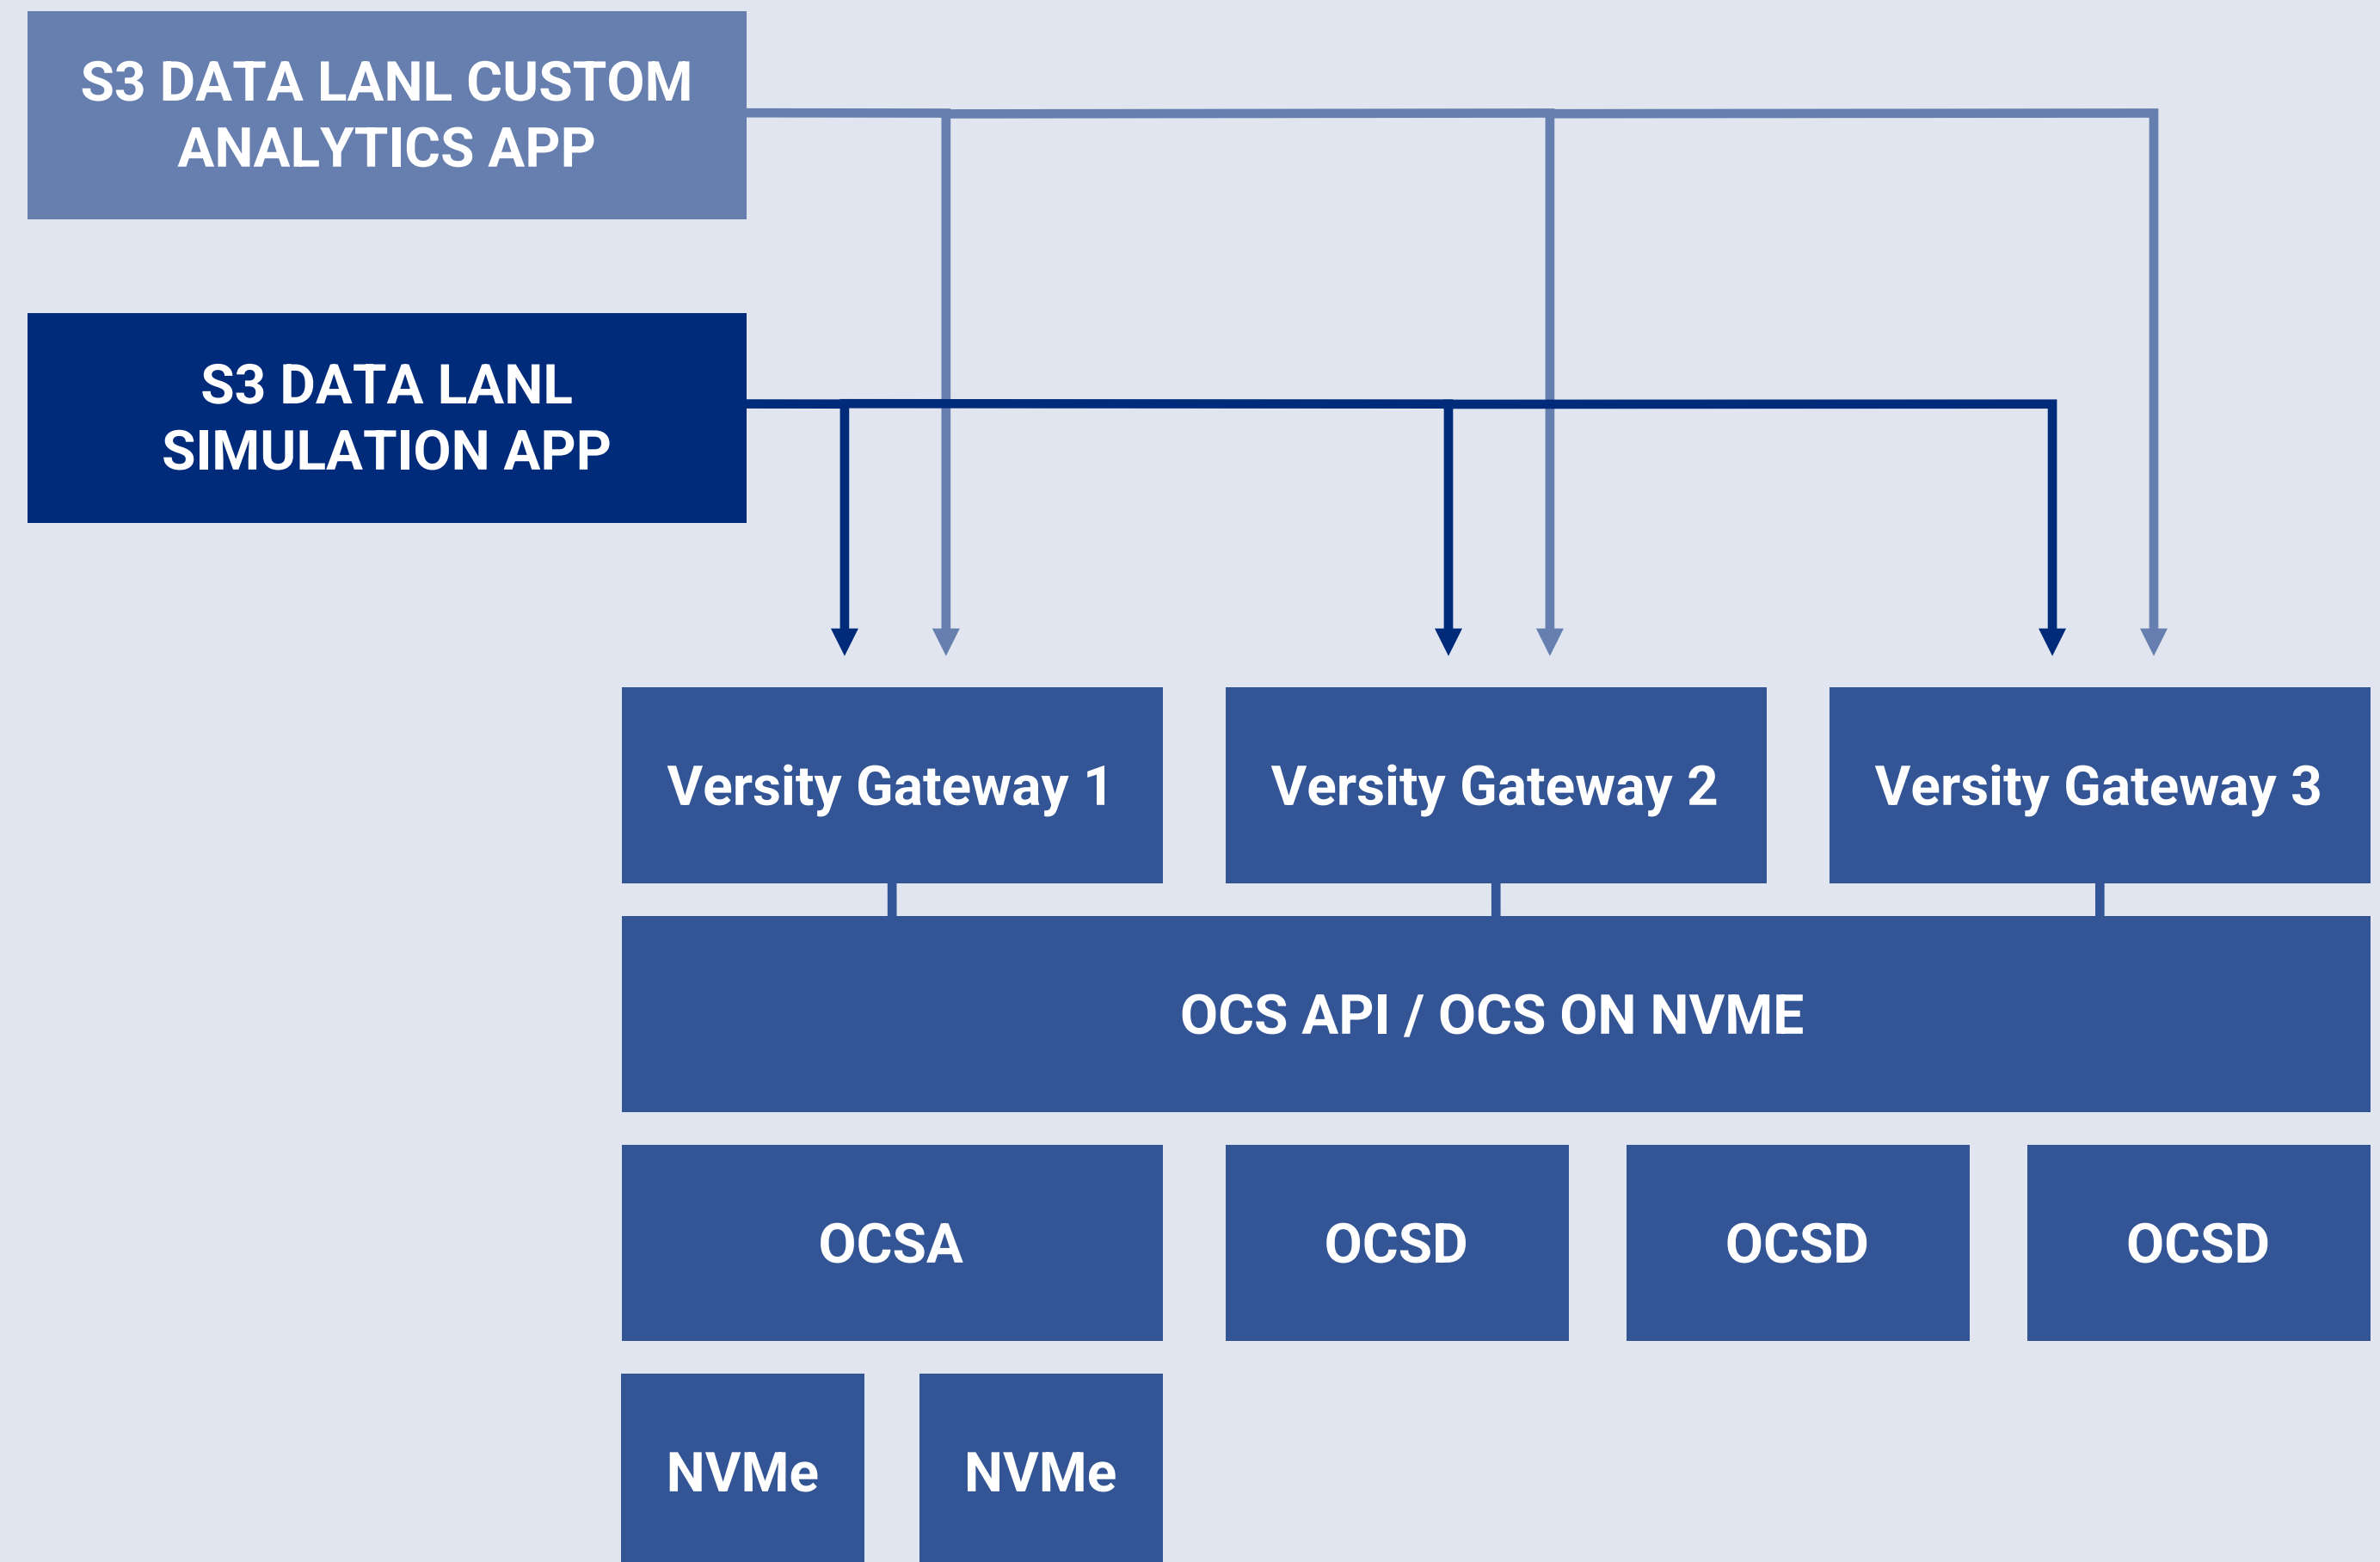 S3 DATA LANL CUSTOM
ANALYTICS APP
S3 DATA LANL
SIMULATION APP
Versity Gateway 1
Versity Gateway 2
Versity Gateway 3
OCS API / OCS ON NVME
OCSA
OCSD
OCSD
OCSD
NVMe
NVMe